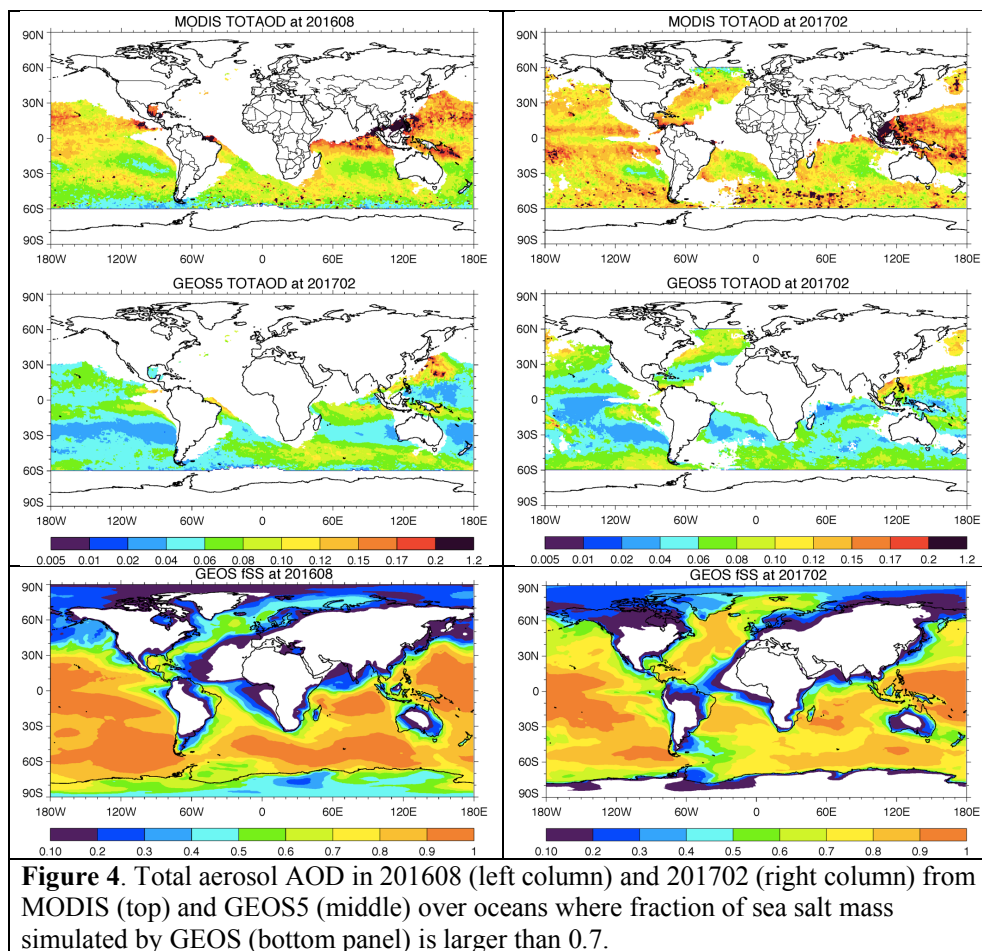 MODIS TOTAOD at 201608
90N
60N
30N
0
30S
60S
90S
180W 120W 60W 0 60E 120E 180E
MODIS TOTAOD at 201702
90N
60N
30N
0
30S
60S
90S
180W 120W 60W 0 60E 120E 180E
GEOS5 TOTAOD at 201702
90N
60N
30N
0
30S
60S
90S
180W 120W 60W 0 60E 120E 180E
0.005 0.01 0.02 0.04 0.06 0.08 0.10 0.12 0.15 0.17 0.2 1.2
GEOS5 TOTAOD at 201702
90N
60N
30N
0
30S
60S
90S
180W 120W 60W 0 60E 120E 180E
0.005 0.01 0.02 0.04 0.06 0.08 0.10 0.12 0.15 0.17 0.2 1.2
GEOS fSS at 201608
90N
60N
30N
0
30S
60S
90S
180W 120W 60W 0 60E 120E 180E
0.10 0.2 0.3 0.4 0.5 0.6 0.7 0.8 0.9 1
GEOS fSS at 201702
90N
60N
30N
0
30S
60S
90S
180W 120W 60W 0 60E 120E 180E
0.10 0.2 0.3 0.4 0.5 0.6 0.7 0.8 0.9 1
Figure 4. Total aerosol AOD in 201608 (left column) and 201702 (right column) from
MODIS (top) and GEOS5 (middle) over oceans where fraction of sea salt mass
simulated by GEOS (bottom panel) is larger than 0.7.